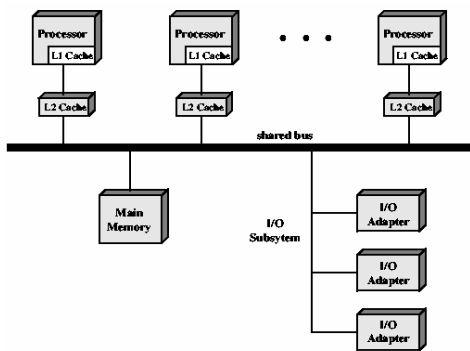 Processor
L1 Cache
Processor
L1 Cache
Processor
L1 Cache
L2 Cache
L2 Cache
L2 Cache
shared bus
Main
Memory
I/O
Subsytem
I/O
Adapter
I/O
Adapter
I/O
Adapter